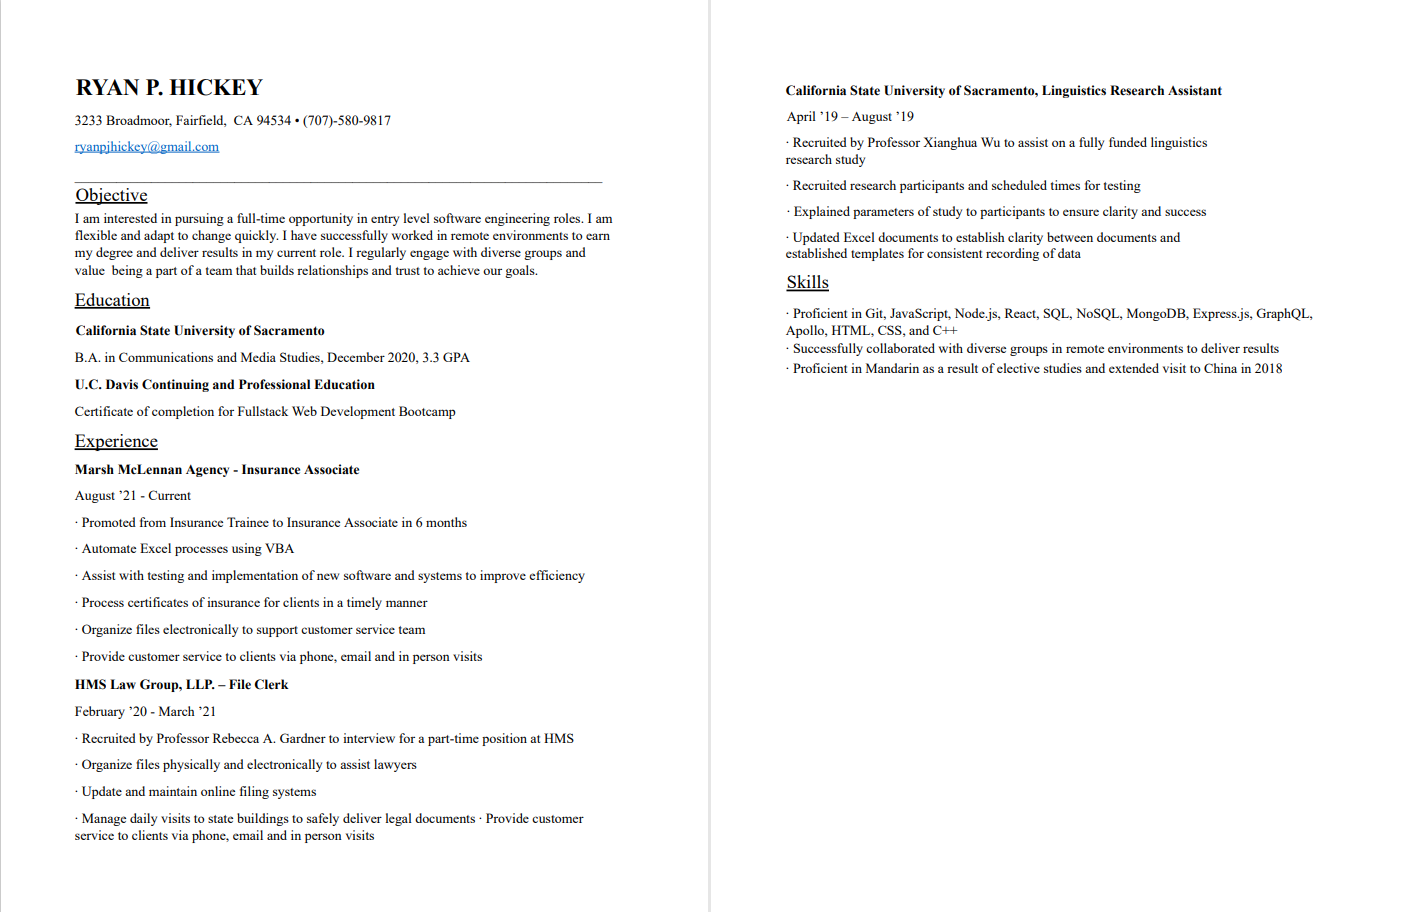 RYAN P. HICKEY
3233 Broadmoor, Fairfield,  CA 94534 • (707)-580-9817
ryanpjhickey@gmail.com
Objective
I am interested in pursuing a full-time opportunity in entry level software engineering roles. I am
flexible and adapt to change quickly. I have successfully worked in remote environments to earn
my degree and deliver results in my current role. I regularly engage with diverse groups and
value  being a part of a team that builds relationships and trust to achieve our goals.
Education
California State University of Sacramento
B.A. in Communications and Media Studies, December 2020, 3.3 GPA
U.C. Davis Continuing and Professional Education
Certificate of completion for Fullstack Web Development Bootcamp
Experience
Marsh McLennan Agency - Insurance Associate
August ’21 - Current
· Promoted from Insurance Trainee to Insurance Associate in 6 months
· Automate Excel processes using VBA
· Assist with testing and implementation of new software and systems to improve efficiency
· Process certificates of insurance for clients in a timely manner
· Organize files electronically to support customer service team
· Provide customer service to clients via phone, email and in person visits
HMS Law Group, LLP. – File Clerk
February ’20 - March ’21
· Recruited by Professor Rebecca A. Gardner to interview for a part-time position at HMS
· Organize files physically and electronically to assist lawyers
· Update and maintain online filing systems
· Manage daily visits to state buildings to safely deliver legal documents · Provide customer
service to clients via phone, email and in person visits
California State University of Sacramento, Linguistics Research Assistant
April ’19 – August ’19
· Recruited by Professor Xianghua Wu to assist on a fully funded linguistics
research study
· Recruited research participants and scheduled times for testing
· Explained parameters of study to participants to ensure clarity and success
· Updated Excel documents to establish clarity between documents and
established templates for consistent recording of data
Skills
· Proficient in Git, JavaScript, Node.js, React, SQL, NoSQL, MongoDB, Express.js, GraphQL,
Apollo, HTML, CSS, and C++
· Successfully collaborated with diverse groups in remote environments to deliver results
· Proficient in Mandarin as a result of elective studies and extended visit to China in 2018